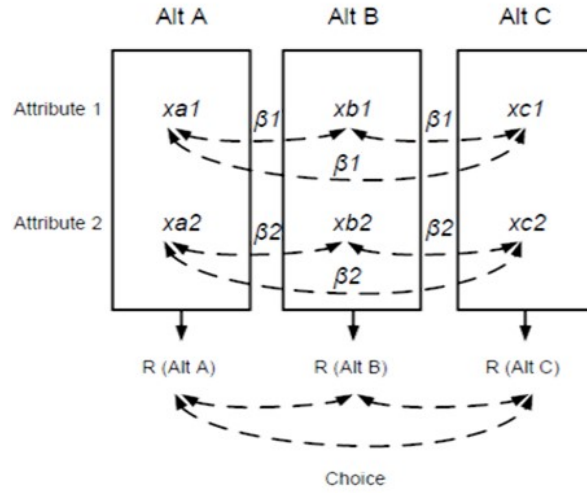 Alt A Alt B Alt C
Attribute 1 xa1 β1 xb1 β1 xc1
β1
Attribute 2 xa2 β2 xb2 β2 xc2
β2
R (Alt A) R (Alt B) R (Alt C)
Choice